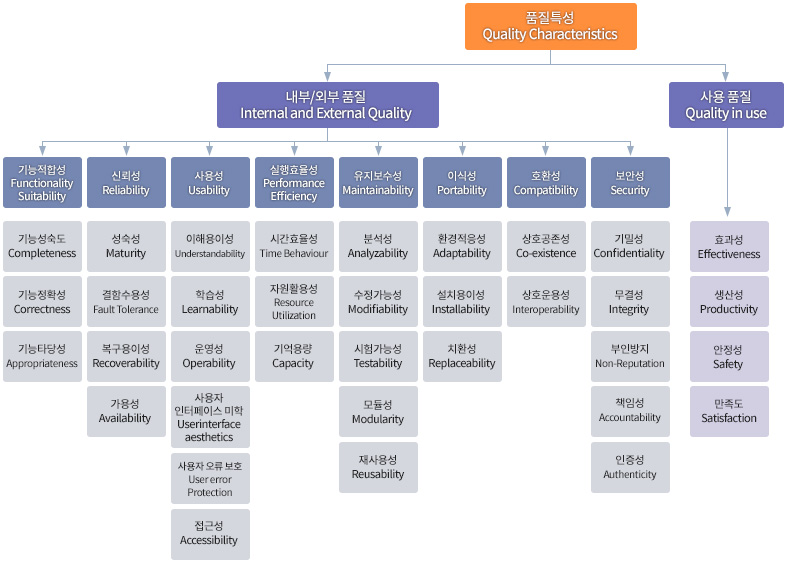 품질특성
Quality Characteristics
내부/외부 품질
Internal and External Quality
사용 품질
Quality in use
기능적합성
Functionality
Suitability
신뢰성
Reliability
사용성
Usability
실행효율성
Performance
Efficiency
유지보수성
Maintainability
이식성
Portability
호환성
Compatibility
보안성
Security
기능성숙도
Completeness
기능정확성
Correctness
기능타당성
Appropriateness
성숙성
Maturity
결함수용성
Fault Tolerance
복구용이성
Recoverability
가용성
Availability
이해용이성
Understandability
학습성
Learnability
운영성
Operability
사용자
인터페이스 미학
Userinterface
aesthetics
사용자 오류 보호
User error
Protection
접근성
Accessibility
시간효율성
Time Behaviour
자원활용성
Resource
Utilization
기억용량
Capacity
분석성
Analyzability
수정가능성
Modifiability
시험가능성
Testability
모듈성
Modularity
재사용성
Reusability
환경적응성
Adaptability
설치용이성
Installability
치환성
Replaceability
상호공존성
Co-existence
상호운용성
Interoperability
기밀성
Confidentiality
무결성
Integrity
부인방지
Non-Reputation
책임성
Accountability
인증성
Authenticity
효과성
Effectiveness
생산성
Productivity
안정성
Safety
만족도
Satisfaction